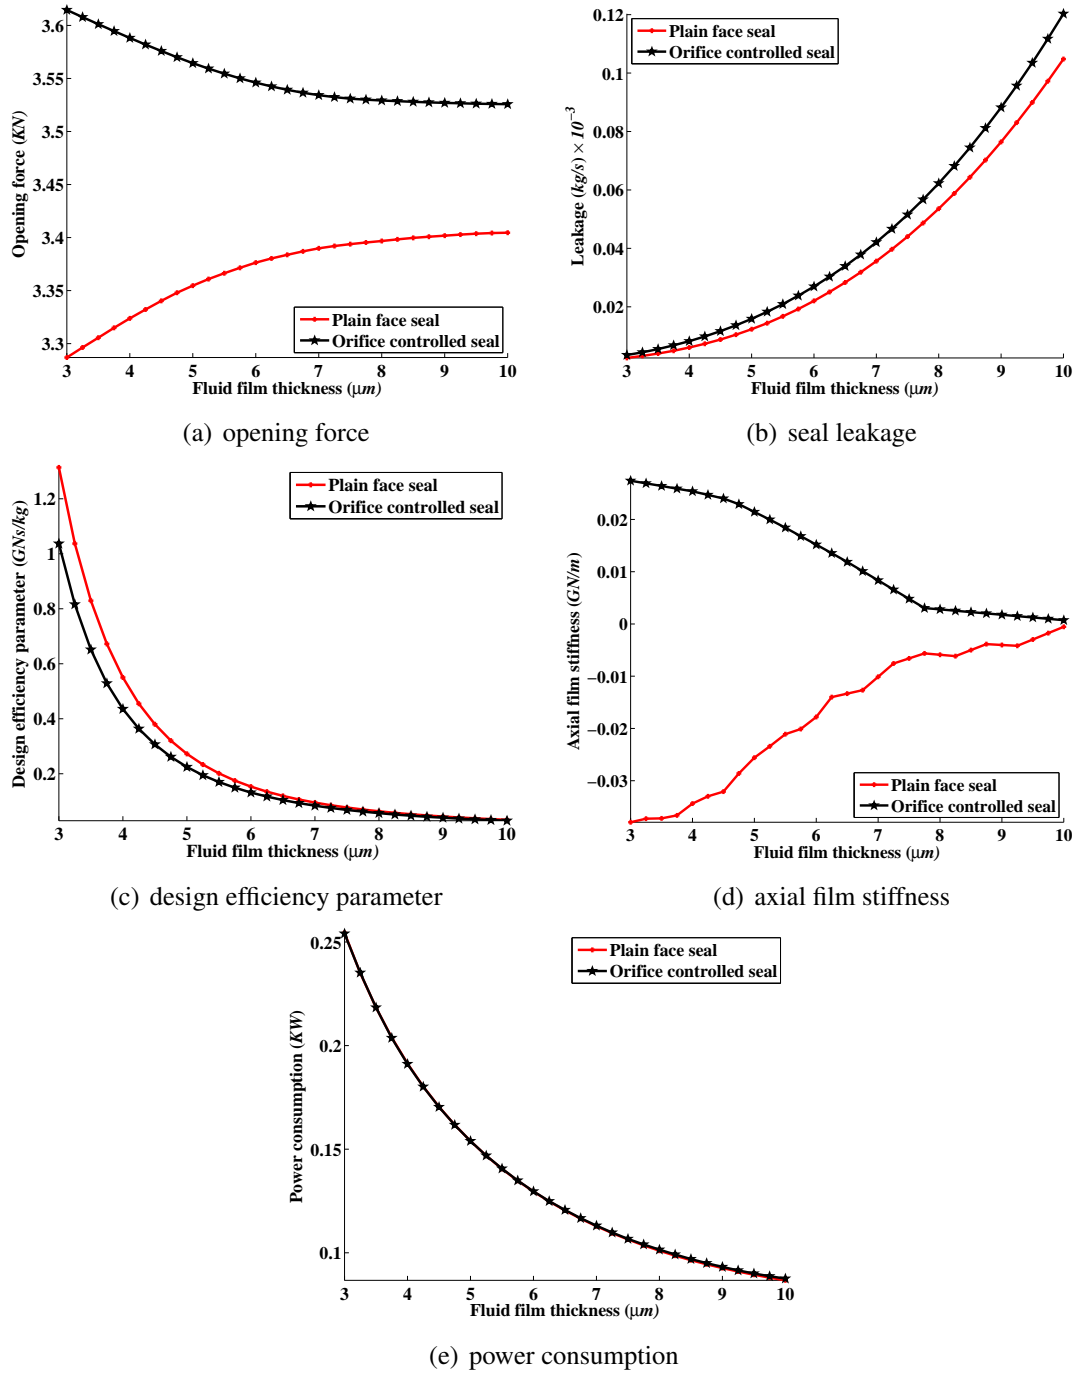 3.6
3.55
3.5
3.45
3.4
3.35
3.3
Opening force (KN)
Plain face seal
Orifice controlled seal
3 4 5 6 7 8 9 10
Fluid film thickness (μm)
(a) opening force
0.12
0.1
0.08
0.06
0.04
0.02
Leakage (kg/s) × 10⁻³
Plain face seal
Orifice controlled seal
3 4 5 6 7 8 9 10
Fluid film thickness (μm)
(b) seal leakage
1.2
1
0.8
0.6
0.4
0.2
Design efficiency parameter (GNs/kg)
Plain face seal
Orifice controlled seal
3 4 5 6 7 8 9 10
Fluid film thickness (μm)
(c) design efficiency parameter
0.02
0.01
0
−0.01
−0.02
−0.03
Axial film stiffness (GN/m)
Plain face seal
Orifice controlled seal
3 4 5 6 7 8 9 10
Fluid film thickness (μm)
(d) axial film stiffness
0.25
0.2
0.15
0.1
Power consumption (KW)
Plain face seal
Orifice controlled seal
3 4 5 6 7 8 9 10
Fluid film thickness (μm)
(e) power consumption